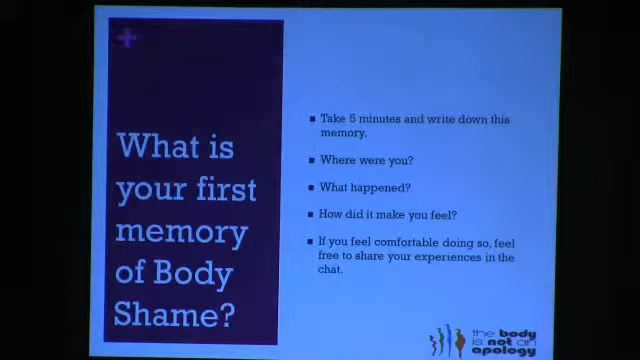 +
What is
your first
memory
of Body
Shame?
Take 5 minutes and write down this
memory.
Where were you?
What happened?
How did it make you feel?
If you feel comfortable doing so, feel
free to share your experiences in the
chat.
the body
is not an
apology